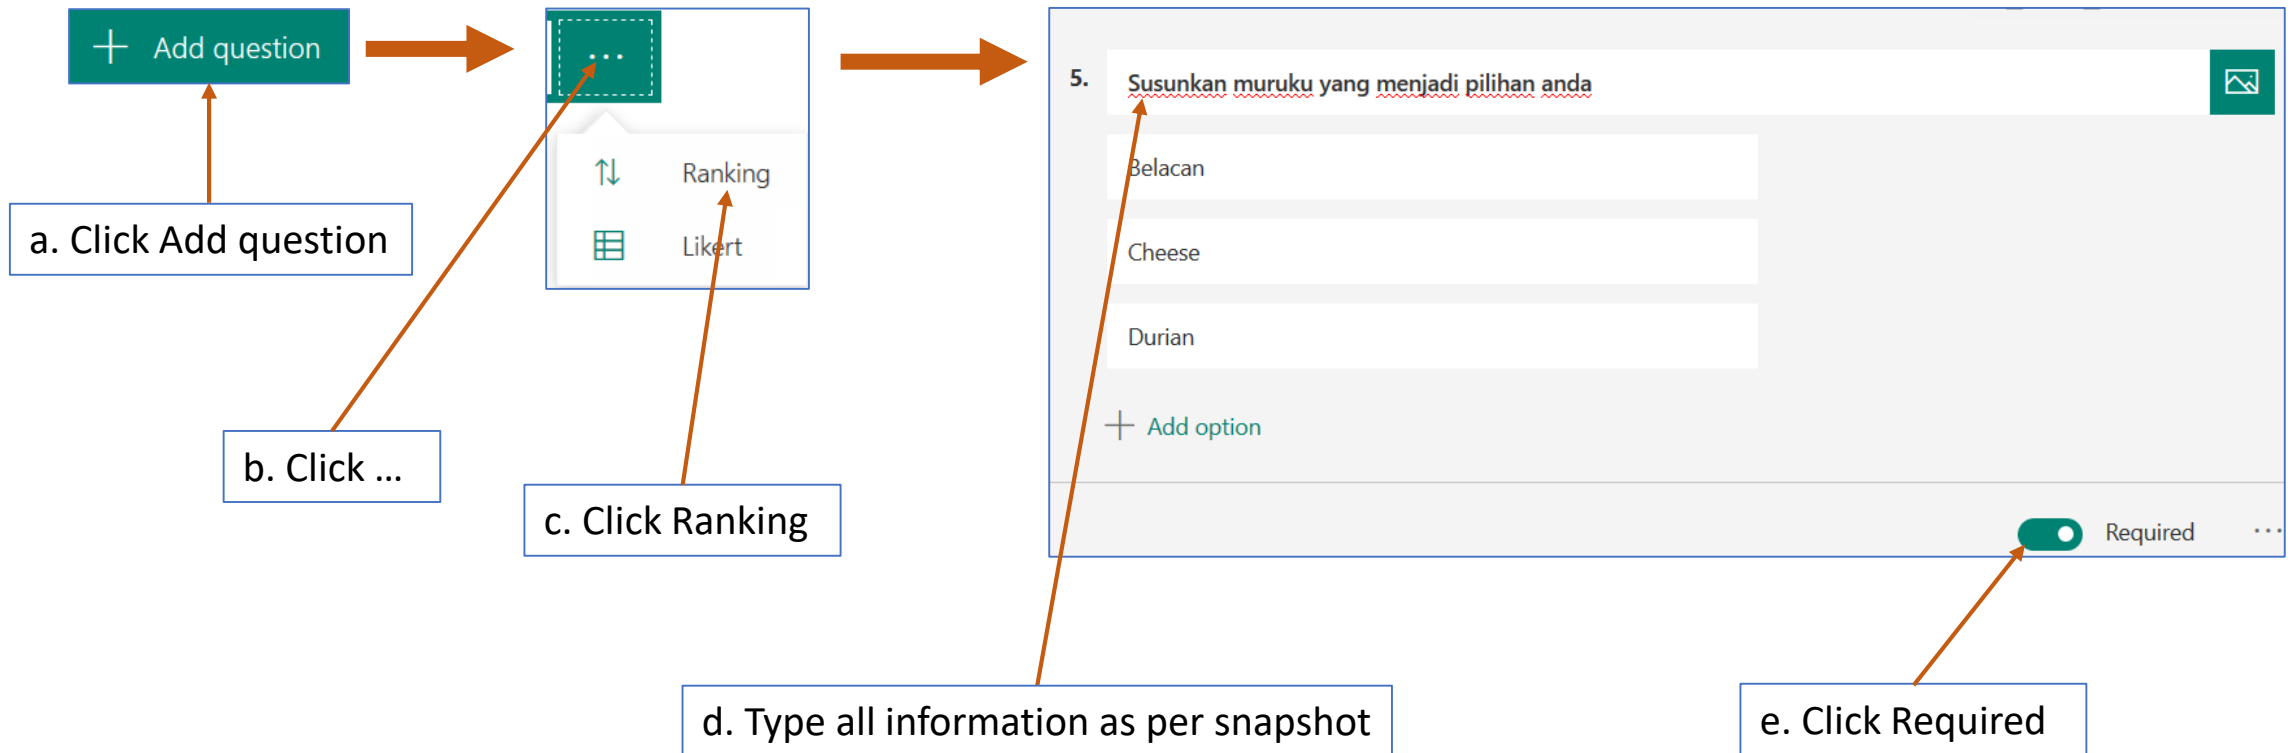 Add question
a. Click Add question
...
Ranking
Likert
b. Click ...
c. Click Ranking
5. Susunkan muruku yang menjadi pilihan anda
Belacan
Cheese
Durian
Add option
Required ...
d. Type all information as per snapshot
e. Click Required